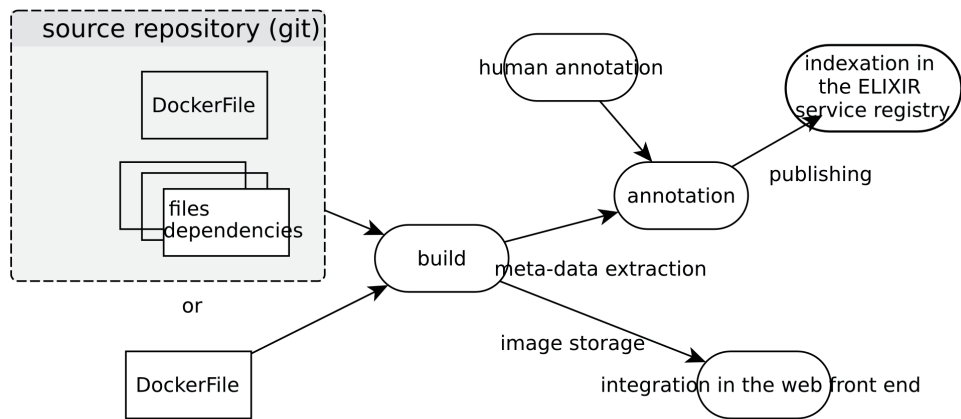 source repository (git)
DockerFile
files
dependencies
or
DockerFile
build
human annotation
annotation
meta-data extraction
image storage
indexation in
the ELIXIR
service registry
publishing
integration in the web front end